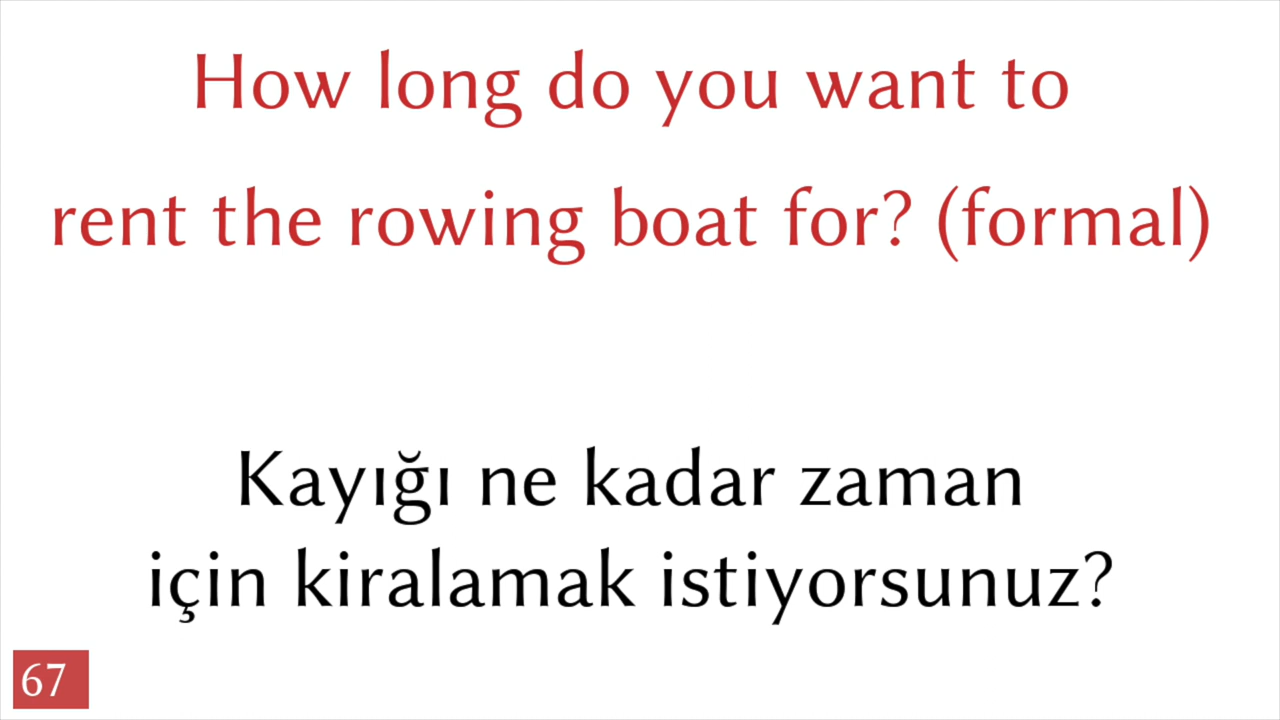 How long do you want to
rent the rowing boat for? (formal)
Kayığı ne kadar zaman
için kiralamak istiyorsunuz?
67